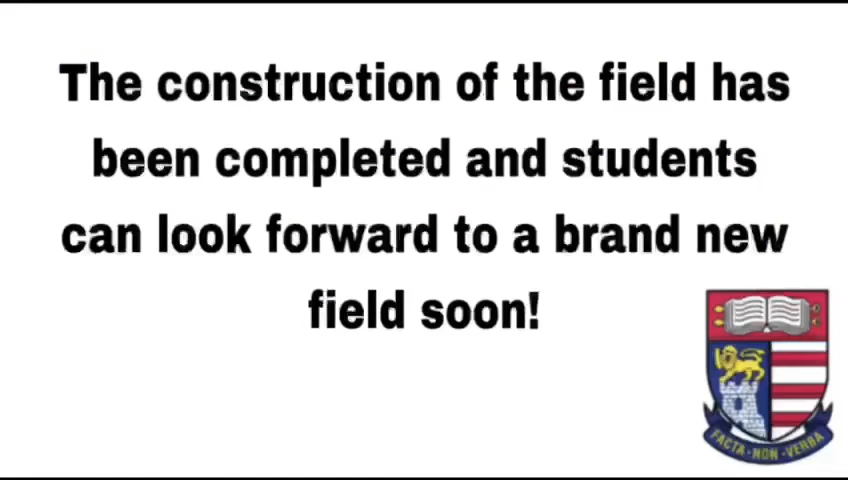 The construction of the field has
been completed and students
can look forward to a brand new
field soon!
FACTA · NON · VERBA